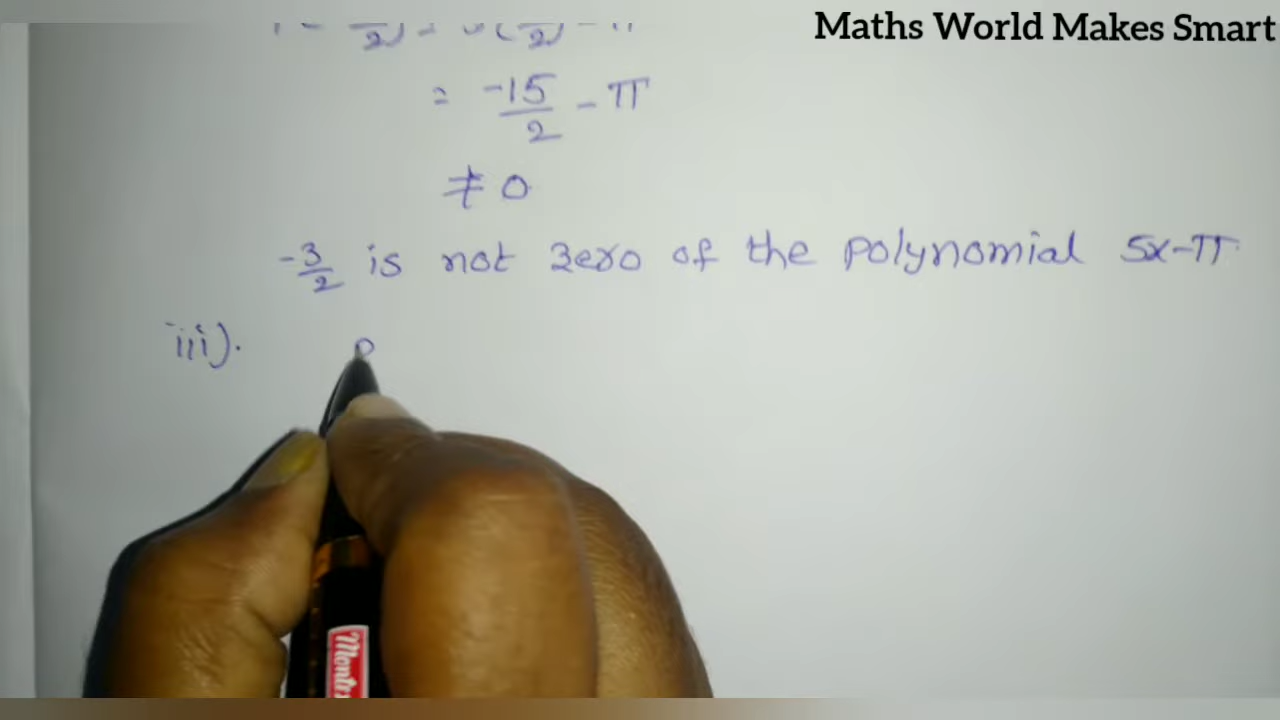 Maths World Makes Smart
= -15/2 - π
≠ 0
-3/2 is not zero of the polynomial 5x-π
iii).